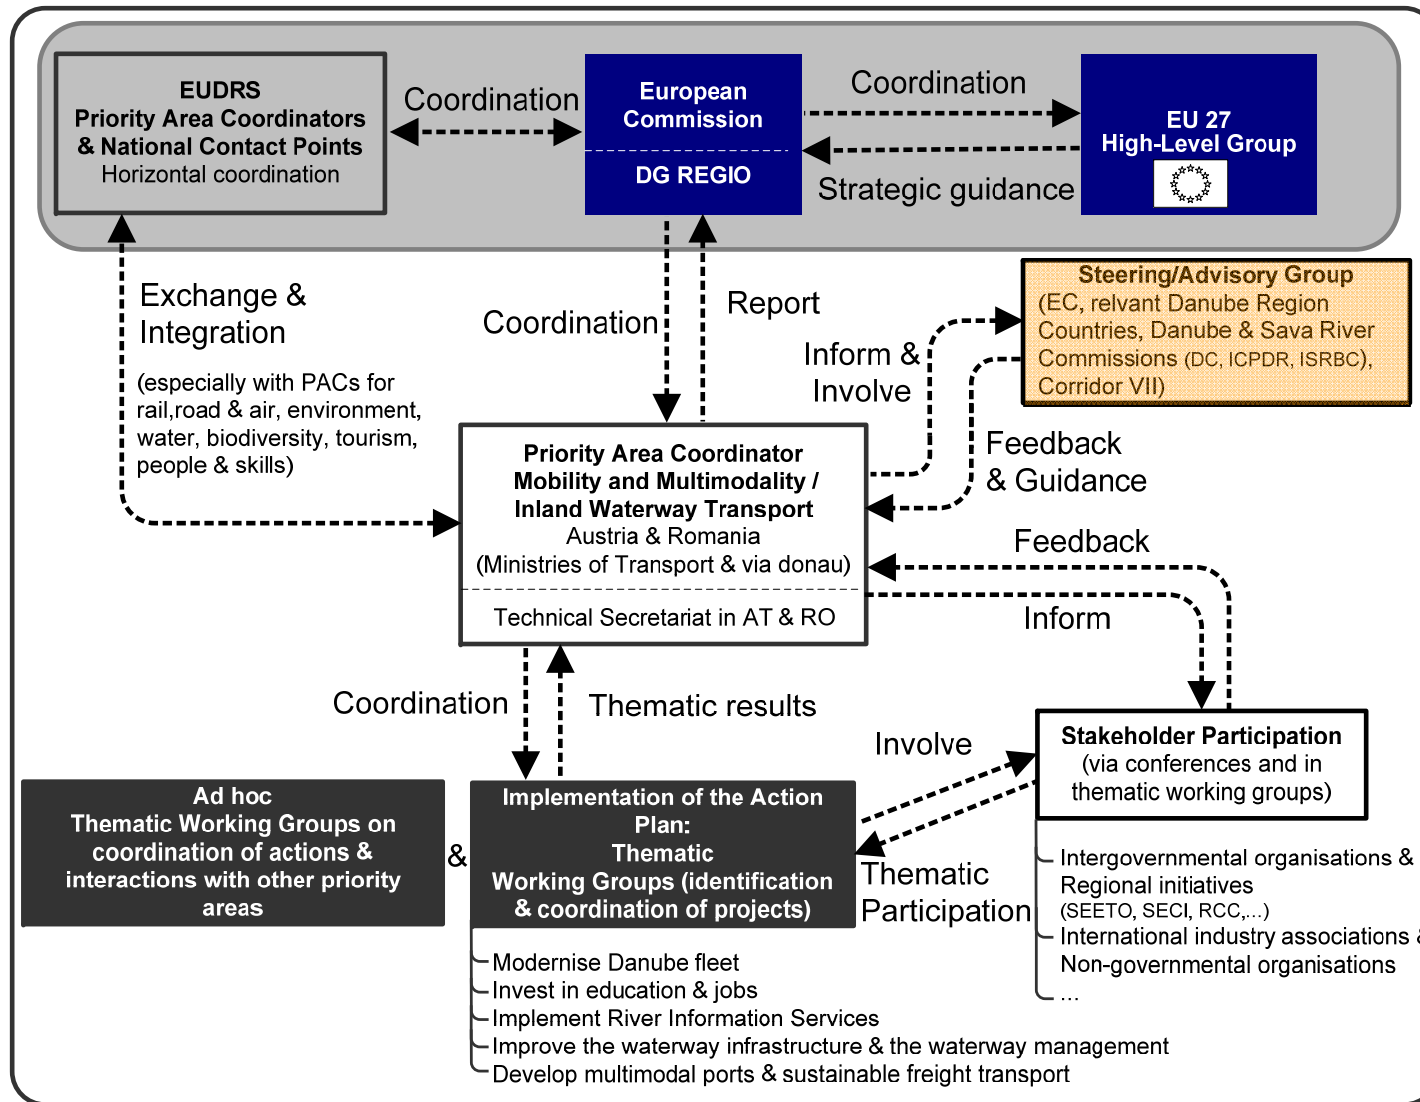 EUDRS
Priority Area Coordinators
& National Contact Points
Horizontal coordination
Coordination
European
Commission
DG REGIO
Coordination
Strategic guidance
EU 27
High-Level Group
Exchange &
Integration
(especially with PACs for
rail,road & air, environment,
water, biodiversity, tourism,
people & skills)
Coordination
Report
Inform &
Involve
Steering/Advisory Group
(EC, relvant Danube Region
Countries, Danube & Sava River
Commissions (DC, ICPDR, ISRBC),
Corridor VII)
Feedback
& Guidance
Priority Area Coordinator
Mobility and Multimodality /
Inland Waterway Transport
Austria & Romania
(Ministries of Transport & via donau)
Technical Secretariat in AT & RO
Feedback
Inform
Coordination
Thematic results
Involve
Stakeholder Participation
(via conferences and in
thematic working groups)
Ad hoc
Thematic Working Groups on
coordination of actions &
interactions with other priority
areas
&
Implementation of the Action
Plan:
Thematic
Working Groups (identification
& coordination of projects)
Thematic
Participation
Intergovernmental organisations &
Regional initiatives
(SEETO, SECI, RCC,...)
International industry associations &
Non-governmental organisations
...
Modernise Danube fleet
Invest in education & jobs
Implement River Information Services
Improve the waterway infrastructure & the waterway management
Develop multimodal ports & sustainable freight transport